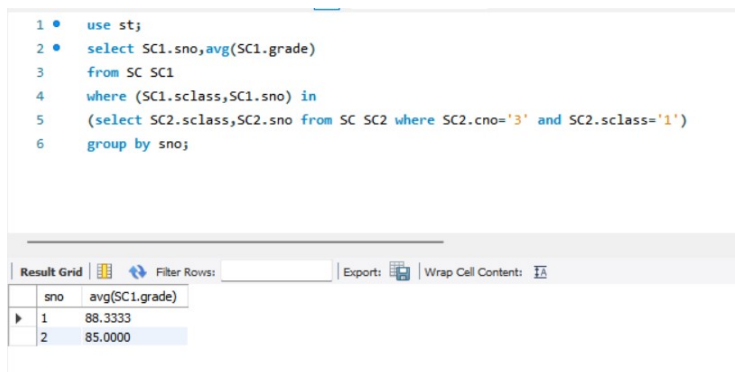 1 use st;
2 select SC1.sno,avg(SC1.grade)
3 from SC SC1
4 where (SC1.sclass,SC1.sno) in
5 (select SC2.sclass,SC2.sno from SC SC2 where SC2.cno='3' and SC2.sclass='1')
6 group by sno;
Result Grid Filter Rows: Export: Wrap Cell Content: IA
sno avg(SC1.grade)
1 88.3333
2 85.0000